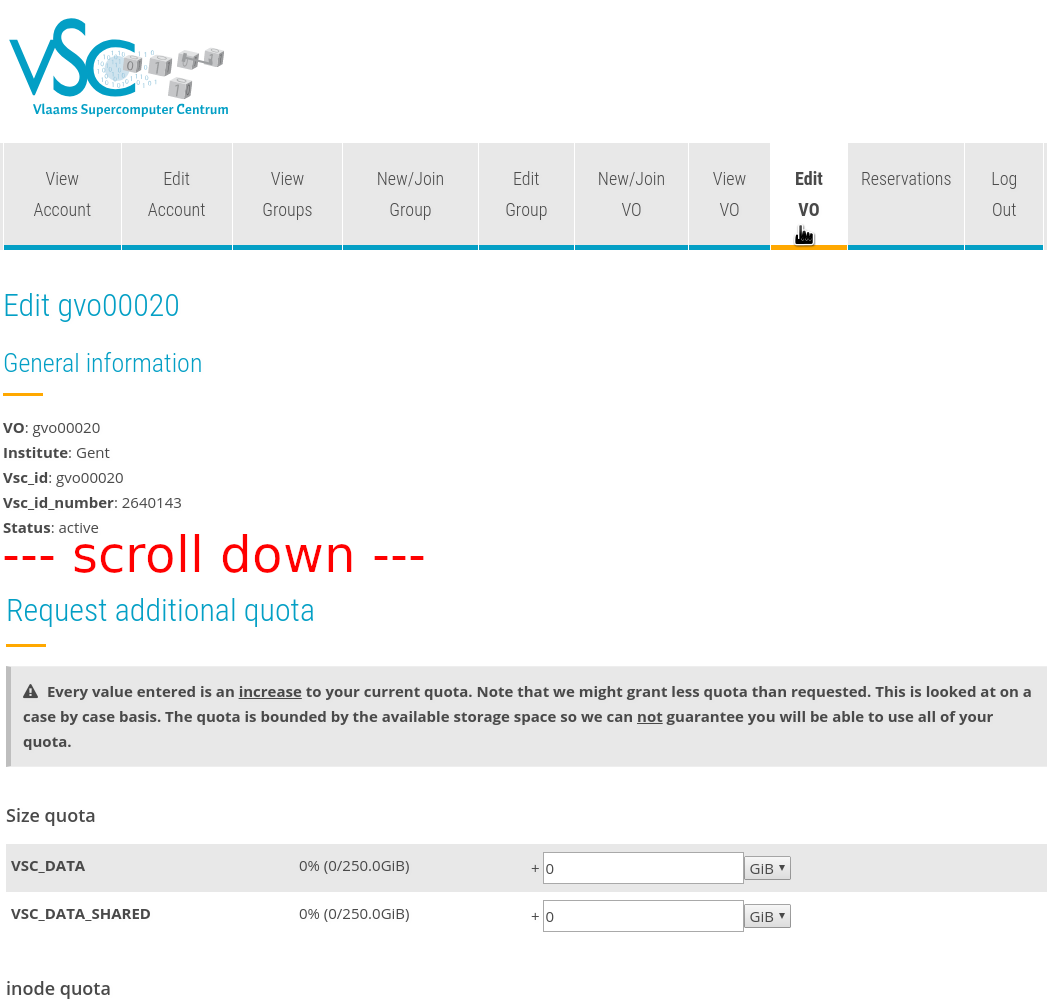 VSC
Vlaams Supercomputer Centrum
View Account
Edit Account
View Groups
New/Join Group
Edit Group
New/Join VO
View VO
Edit VO
Reservations
Log Out
Edit gvo00020
General information
VO: gvo00020
Institute: Gent
Vsc_id: gvo00020
Vsc_id_number: 2640143
Status: active
--- scroll down ---
Request additional quota
Every value entered is an increase to your current quota. Note that we might grant less quota than requested. This is looked at on a
case by case basis. The quota is bounded by the available storage space so we can not guarantee you will be able to use all of your
quota.
Size quota
VSC_DATA 0% (0/250.0GiB) + 0 GiB
VSC_DATA_SHARED 0% (0/250.0GiB) + 0 GiB
inode quota